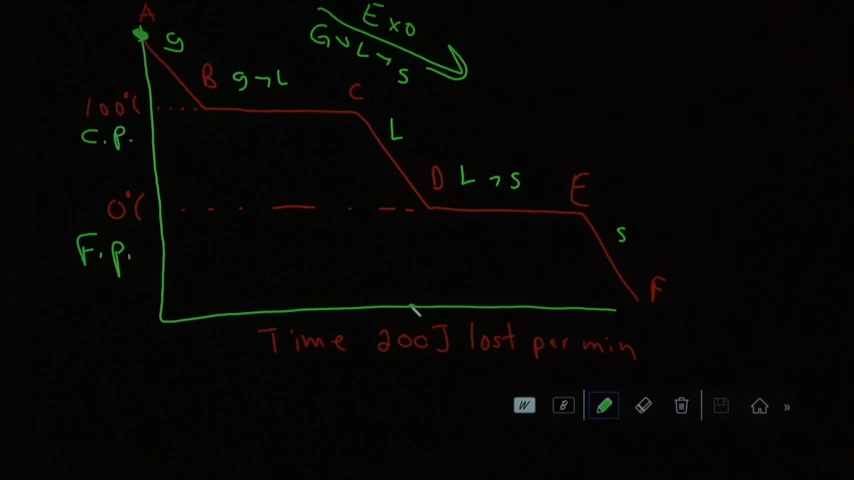 A
Exo
G → L → S
g
B g → L
C
100°C
C.P.
L
D L → S
E
0°C
F.P.
S
F
Time 200J lost per min
W B »